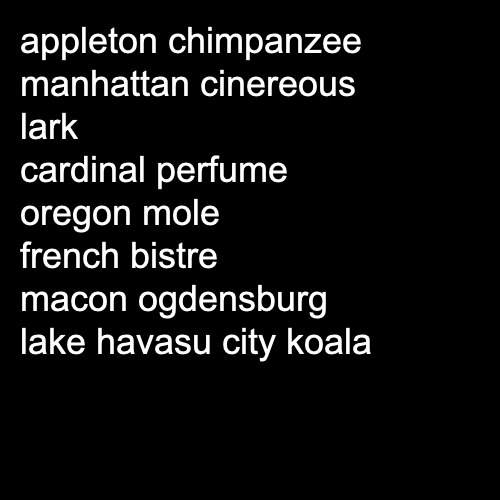 appleton chimpanzee
manhattan cinereous
lark
cardinal perfume
oregon mole
french bistre
macon ogdensburg
lake havasu city koala